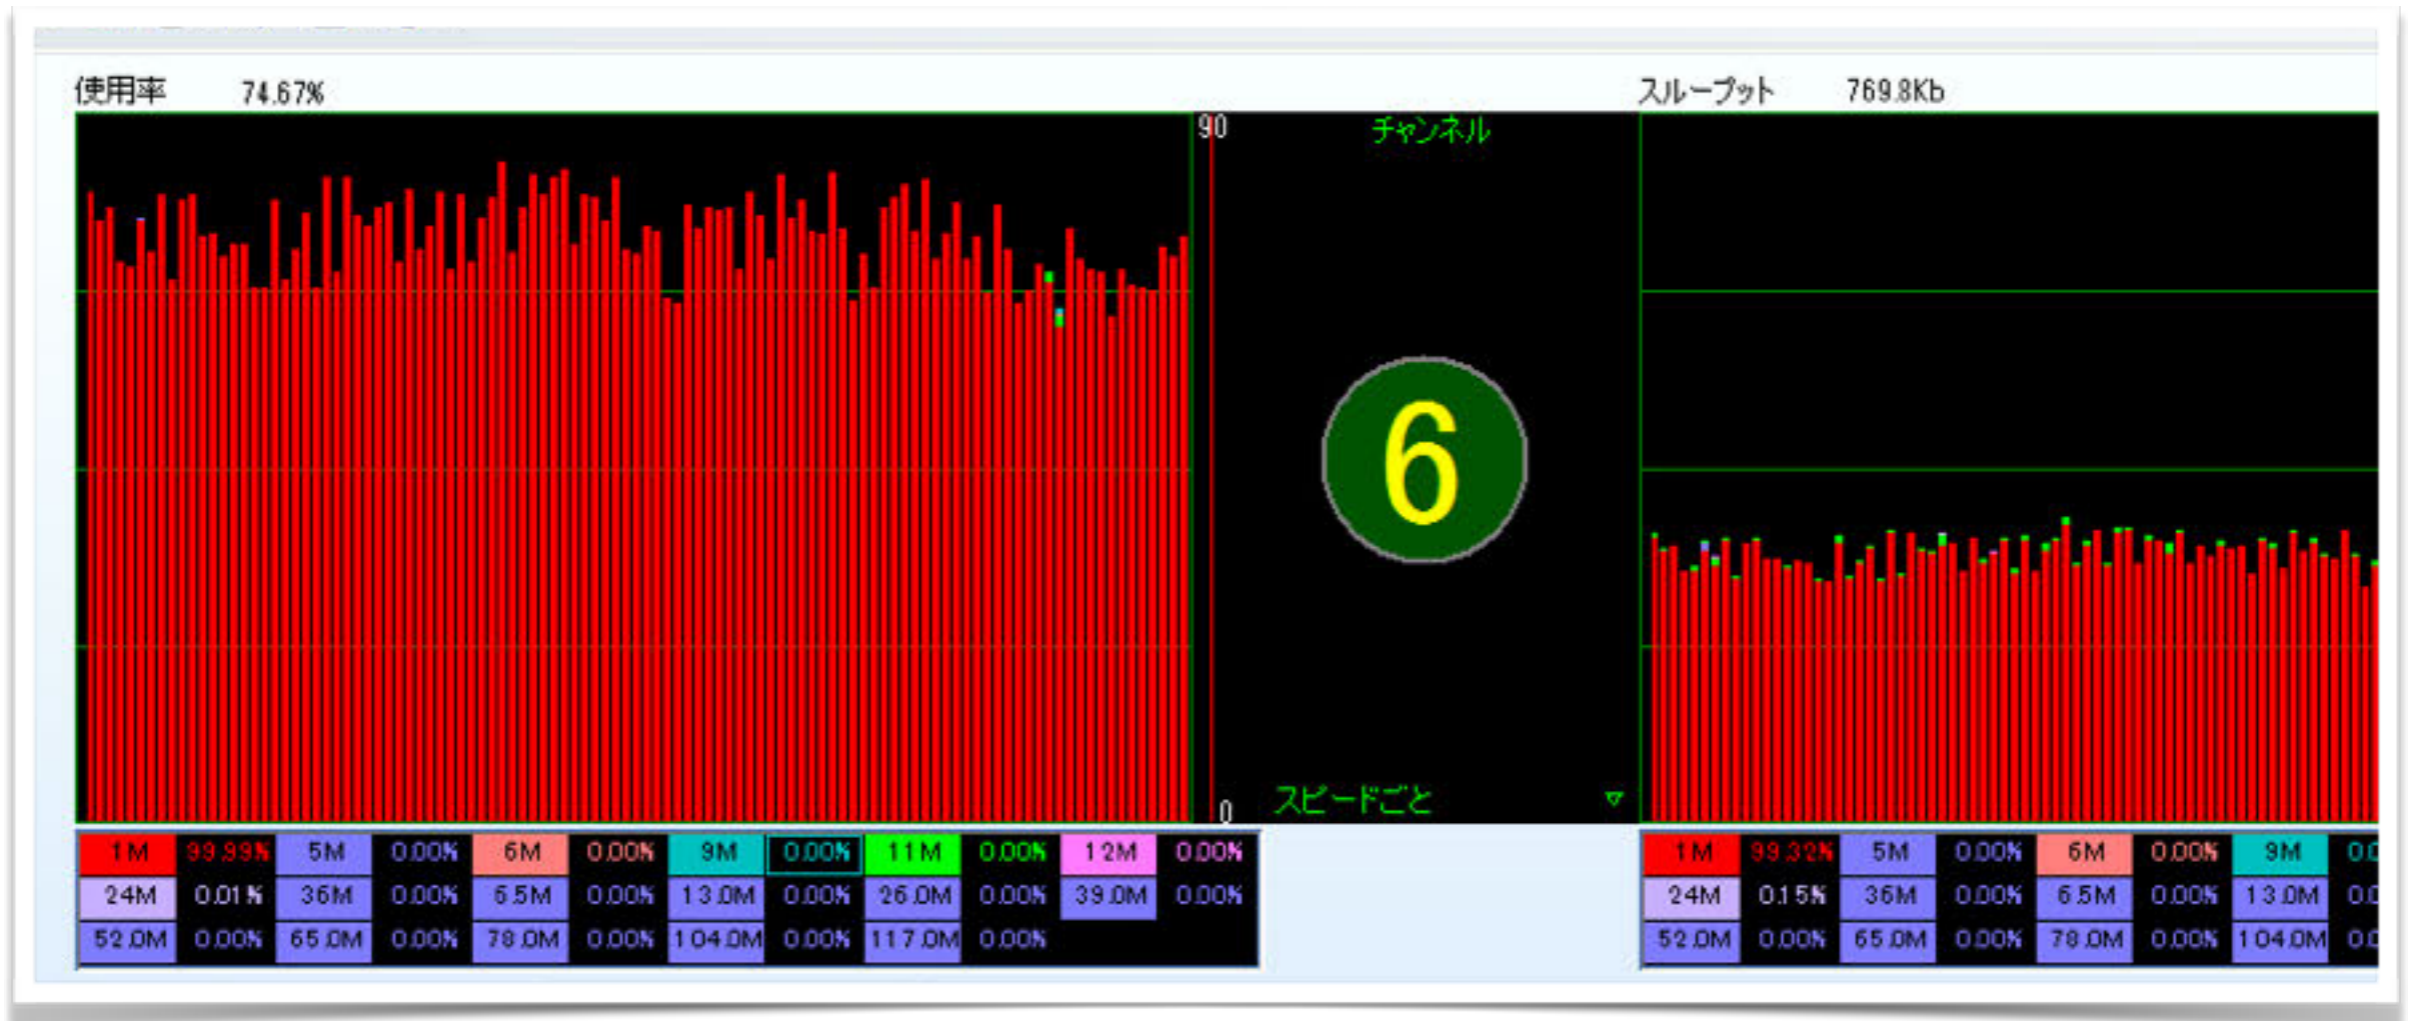 使用率 74.67%
スループット 769.8Kb
90
チャンネル
6
0
スピードごと
1M 99.99% 5M 0.00% 6M 0.00% 9M 0.00% 11M 0.00% 12M 0.00%
24M 0.01% 36M 0.00% 6.5M 0.00% 13.0M 0.00% 26.0M 0.00% 39.0M 0.00%
52.0M 0.00% 65.0M 0.00% 78.0M 0.00% 104.0M 0.00% 117.0M 0.00%
1M 99.32% 5M 0.00% 6M 0.00% 9M
24M 0.15% 36M 0.00% 6.5M 0.00% 13.0M
52.0M 0.00% 65.0M 0.00% 78.0M 0.00% 104.0M